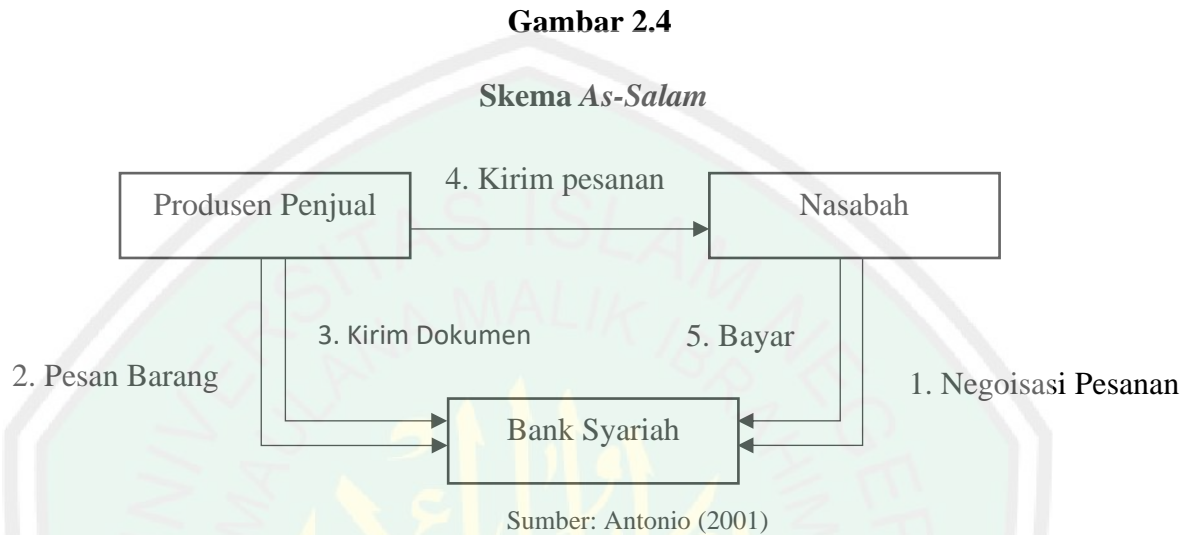 Gambar 2.4
Skema As-Salam
4. Kirim pesanan
Produsen Penjual
Nasabah
3. Kirim Dokumen
5. Bayar
2. Pesan Barang
1. Negoisasi Pesanan
Bank Syariah
Sumber: Antonio (2001)